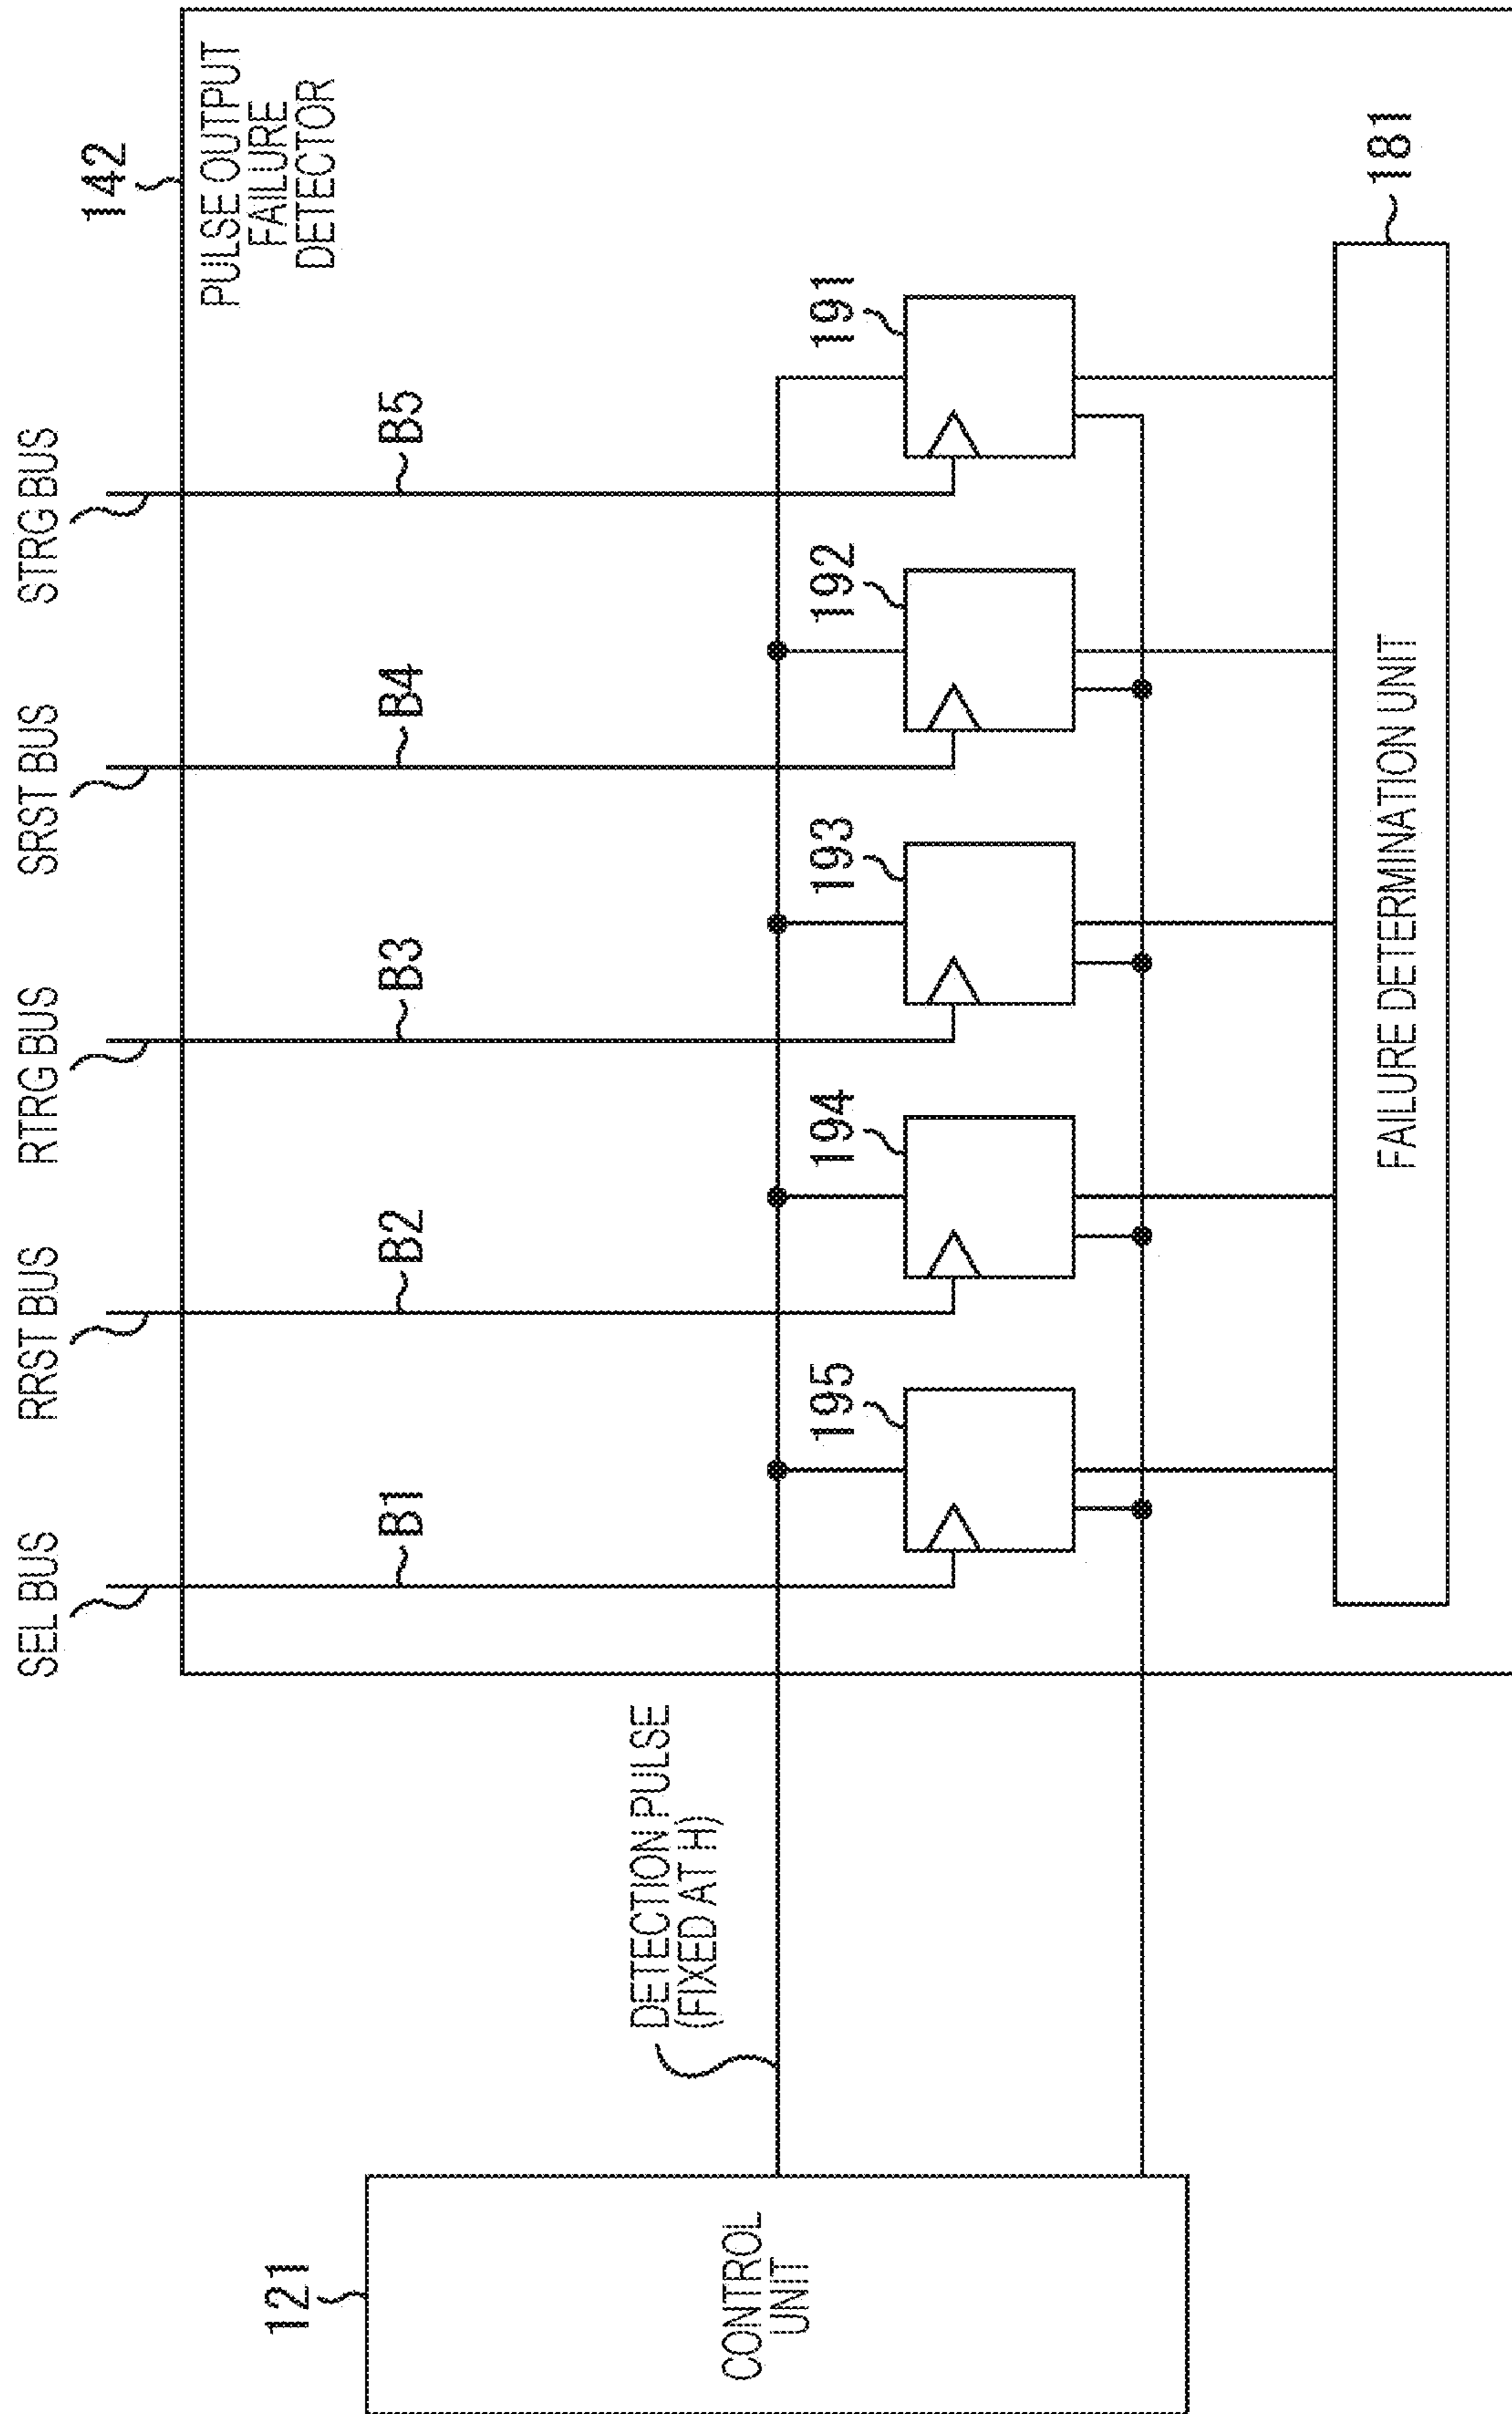 SEL BUS
RRST BUS
RTRG BUS
SRST BUS
STRG BUS
142
PULSE OUTPUT
FAILURE
DETECTOR
B1
B2
B3
B4
B5
121
CONTROL
UNIT
DETECTION PULSE
(FIXED AT H)
195
194
193
192
191
181
FAILURE DETERMINATION UNIT